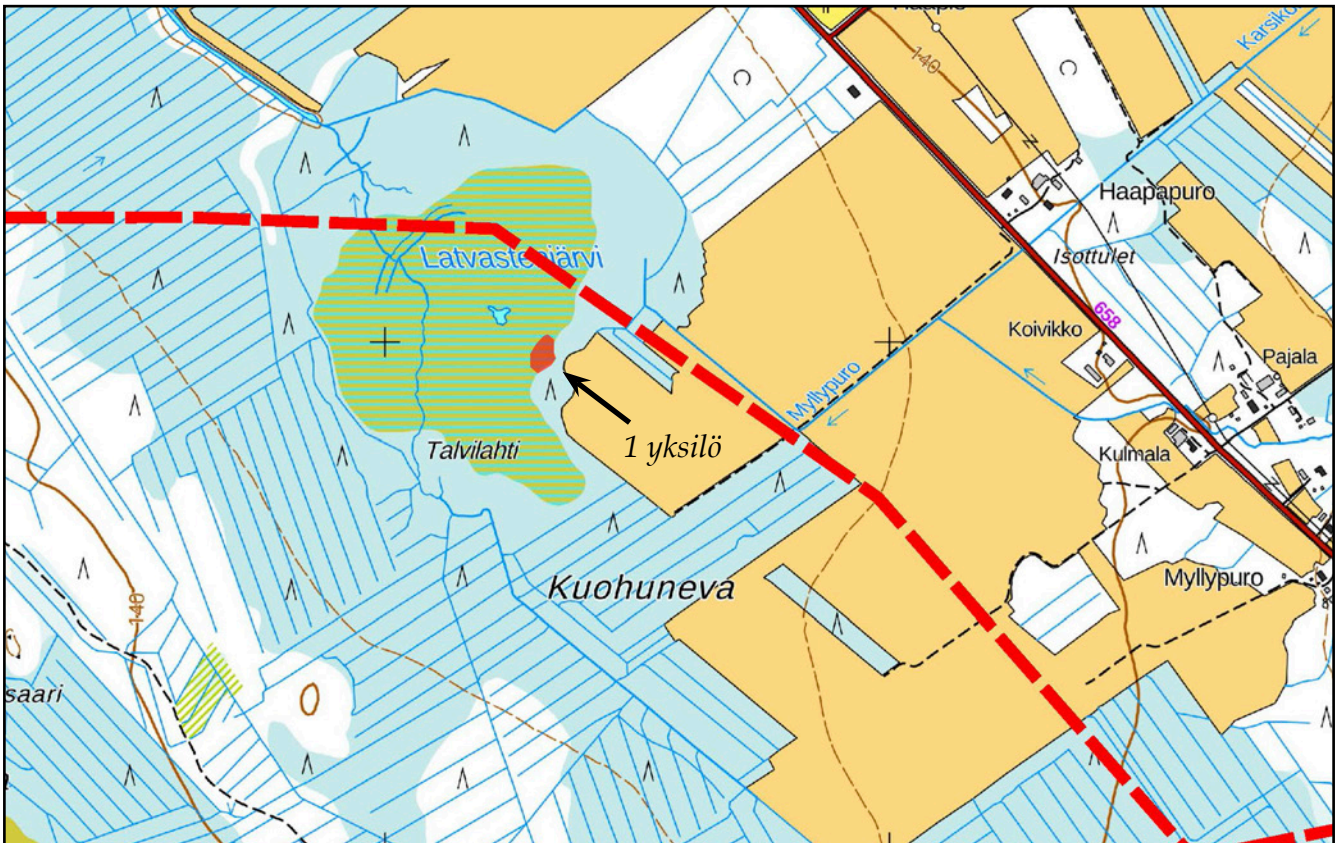 140
Karsiko
Haapapuro
Isottulet
Latvastenjärvi
658
Koivikko
Pajala
Myllypuro
1 yksilö
Talvilahti
Kulmala
Kuohuneva
Myllypuro
140
saari